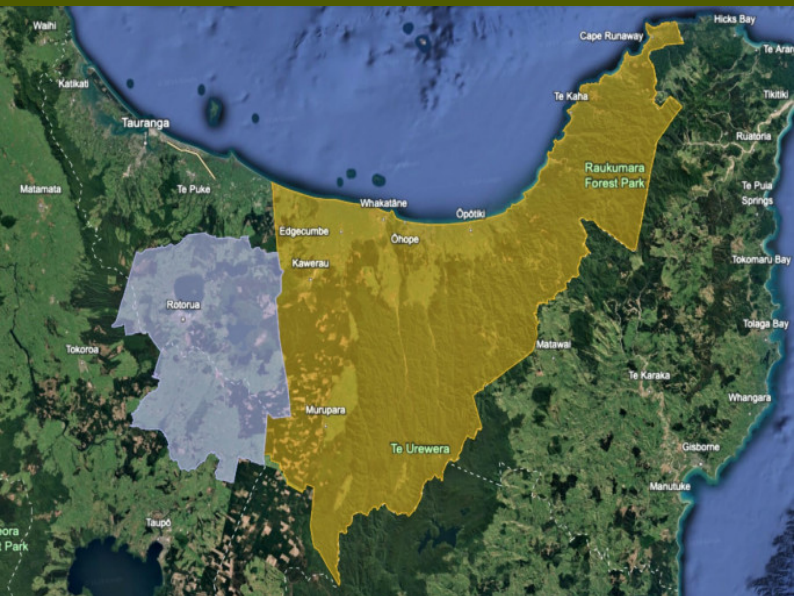 Waihi
Hicks Bay
Cape Runaway
Te Arar
Katikati
Te Kaha
Tikitiki
Tauranga
Ruatoria
Raukumara
Forest Park
Matamata
Te Puke
Te Puia
Springs
Whakatāne
Ōpōtiki
Edgecumbe
Ōhope
Kawerau
Tokomaru Bay
Rotorua
Tolaga Bay
Tokoroa
Matawai
Te Karaka
Whangara
Murupara
Te Urewera
Gisborne
Manutuke
Taupō
eora
t Park